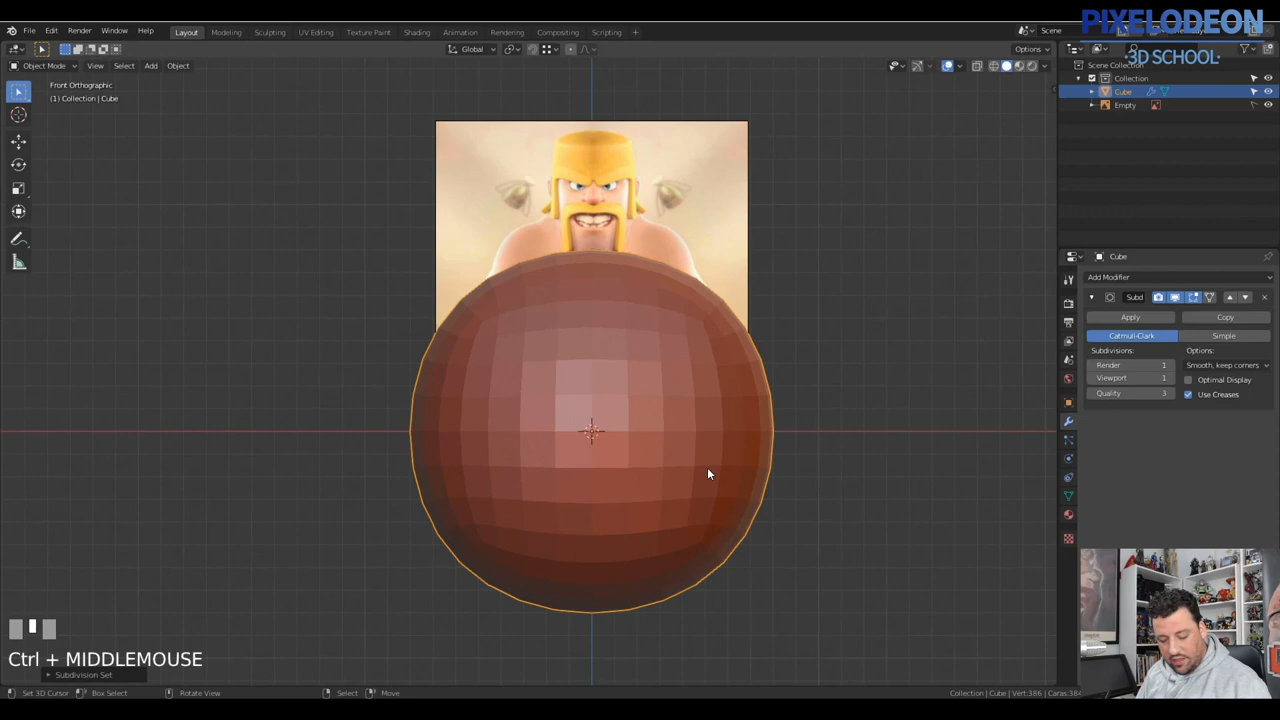 PIXELODEON
3D SCHOOL
File Edit Render Window Help
Layout Modeling Sculpting UV Editing Texture Paint Shading Animation Rendering Compositing Scripting +
Scene
Global
Options
Object Mode View Select Add Object
Front Orthographic
(1) Collection | Cube
Scene Collection
Collection
Cube
Empty
Cube
Add Modifier
Subd
Apply Copy
Catmull-Clark Simple
Subdivisions: Options:
Render 1 Smooth, keep corners
Viewport 1 Optimal Display
Quality 3 Use Creases
Ctrl + MIDDLEMOUSE
Subdivision Set
Set 3D Cursor Box Select Rotate View Select Move Collection | Cube | Vert:386 | Caras:384